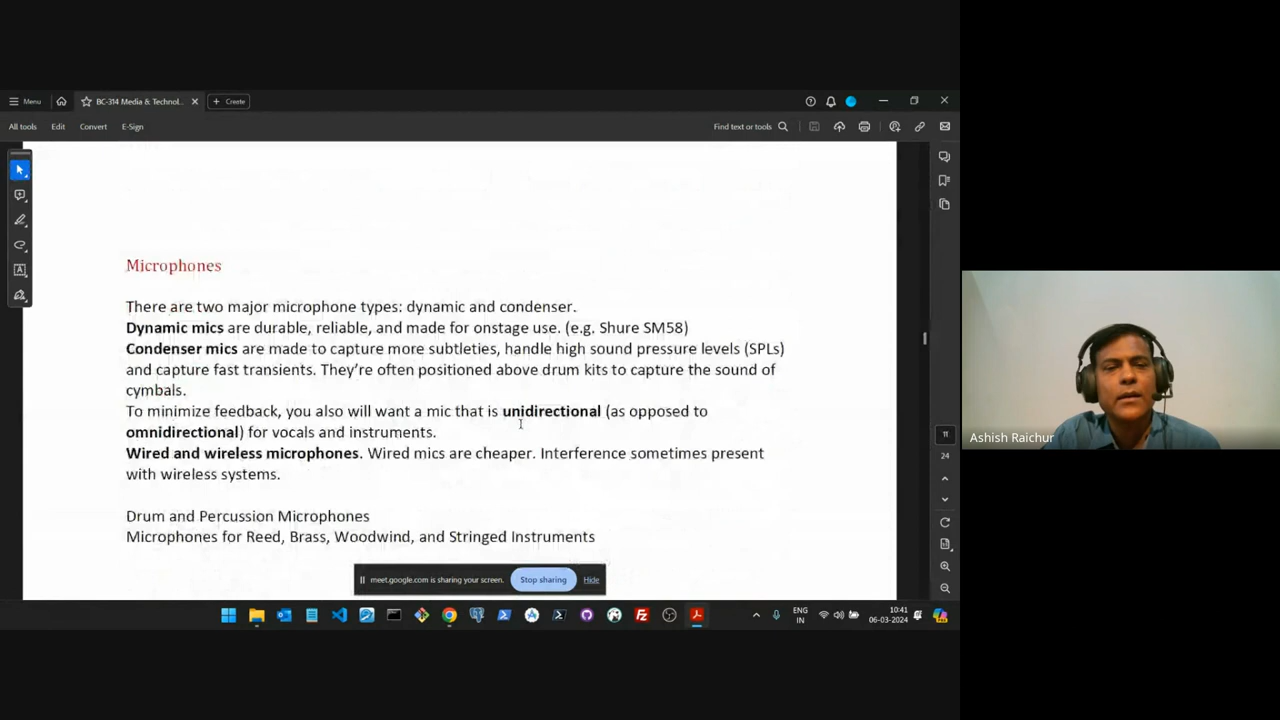 Menu
BC-314 Media & Technol...
Create
All tools
Edit
Convert
E-Sign
Find text or tools
Microphones
There are two major microphone types: dynamic and condenser.
Dynamic mics are durable, reliable, and made for onstage use. (e.g. Shure SM58)
Condenser mics are made to capture more subtleties, handle high sound pressure levels (SPLs)
and capture fast transients. They're often positioned above drum kits to capture the sound of
cymbals.
To minimize feedback, you also will want a mic that is unidirectional (as opposed to
omnidirectional) for vocals and instruments.
Wired and wireless microphones. Wired mics are cheaper. Interference sometimes present
with wireless systems.
Drum and Percussion Microphones
Microphones for Reed, Brass, Woodwind, and Stringed Instruments
24
meet.google.com is sharing your screen.
Stop sharing
Hide
ENG
IN
10:41
06-03-2024
Ashish Raichur